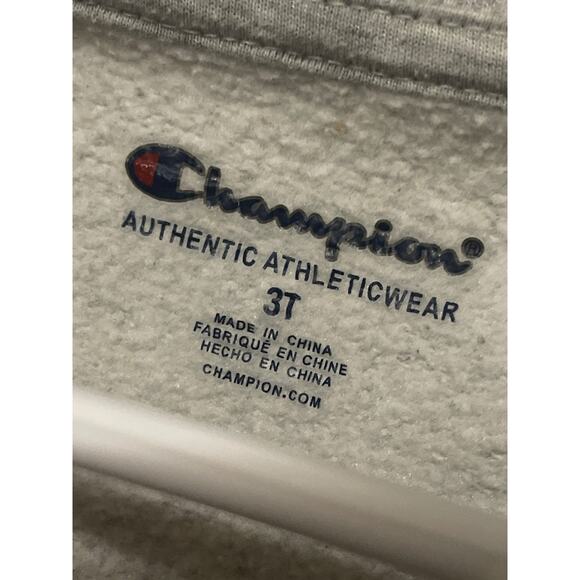 Champion®
AUTHENTIC ATHLETICWEAR
3T
MADE IN CHINA
FABRIQUÉ EN CHINE
HECHO EN CHINA
CHAMPION.COM